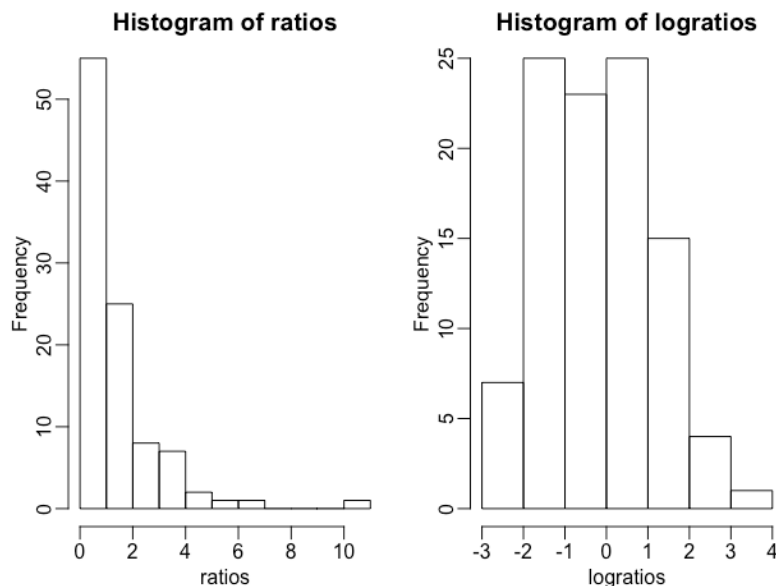 Histogram of ratios
Frequency
0 10 20 30 40 50
0 2 4 6 8 10
ratios
Histogram of logratios
Frequency
0 5 10 15 20 25
-3 -2 -1 0 1 2 3 4
logratios